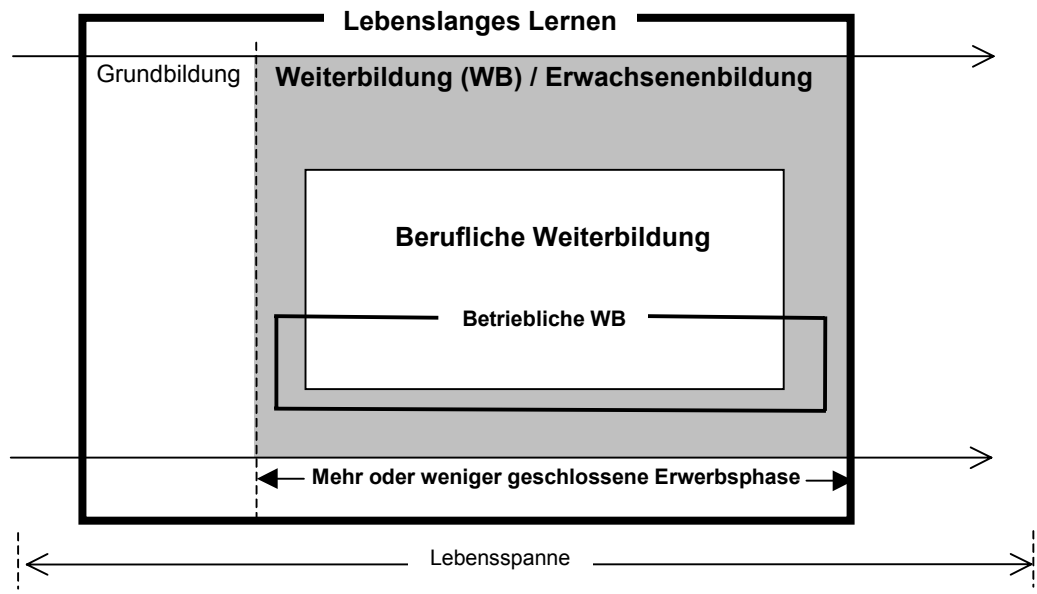 Lebenslanges Lernen
Grundbildung
Weiterbildung (WB) / Erwachsenenbildung
Berufliche Weiterbildung
Betriebliche WB
Mehr oder weniger geschlossene Erwerbsphase
Lebensspanne